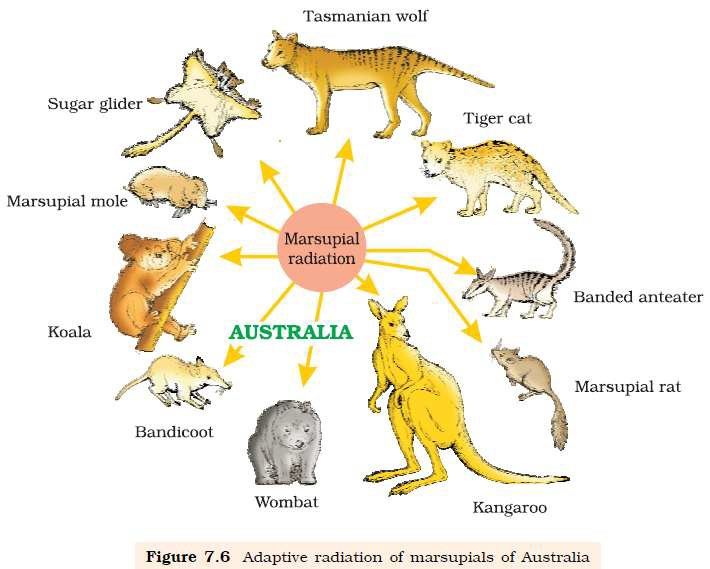 Tasmanian wolf
Sugar glider
Tiger cat
Marsupial mole
Marsupial
radiation
Banded anteater
Koala
AUSTRALIA
Marsupial rat
Bandicoot
Wombat
Kangaroo
Figure 7.6 Adaptive radiation of marsupials of Australia